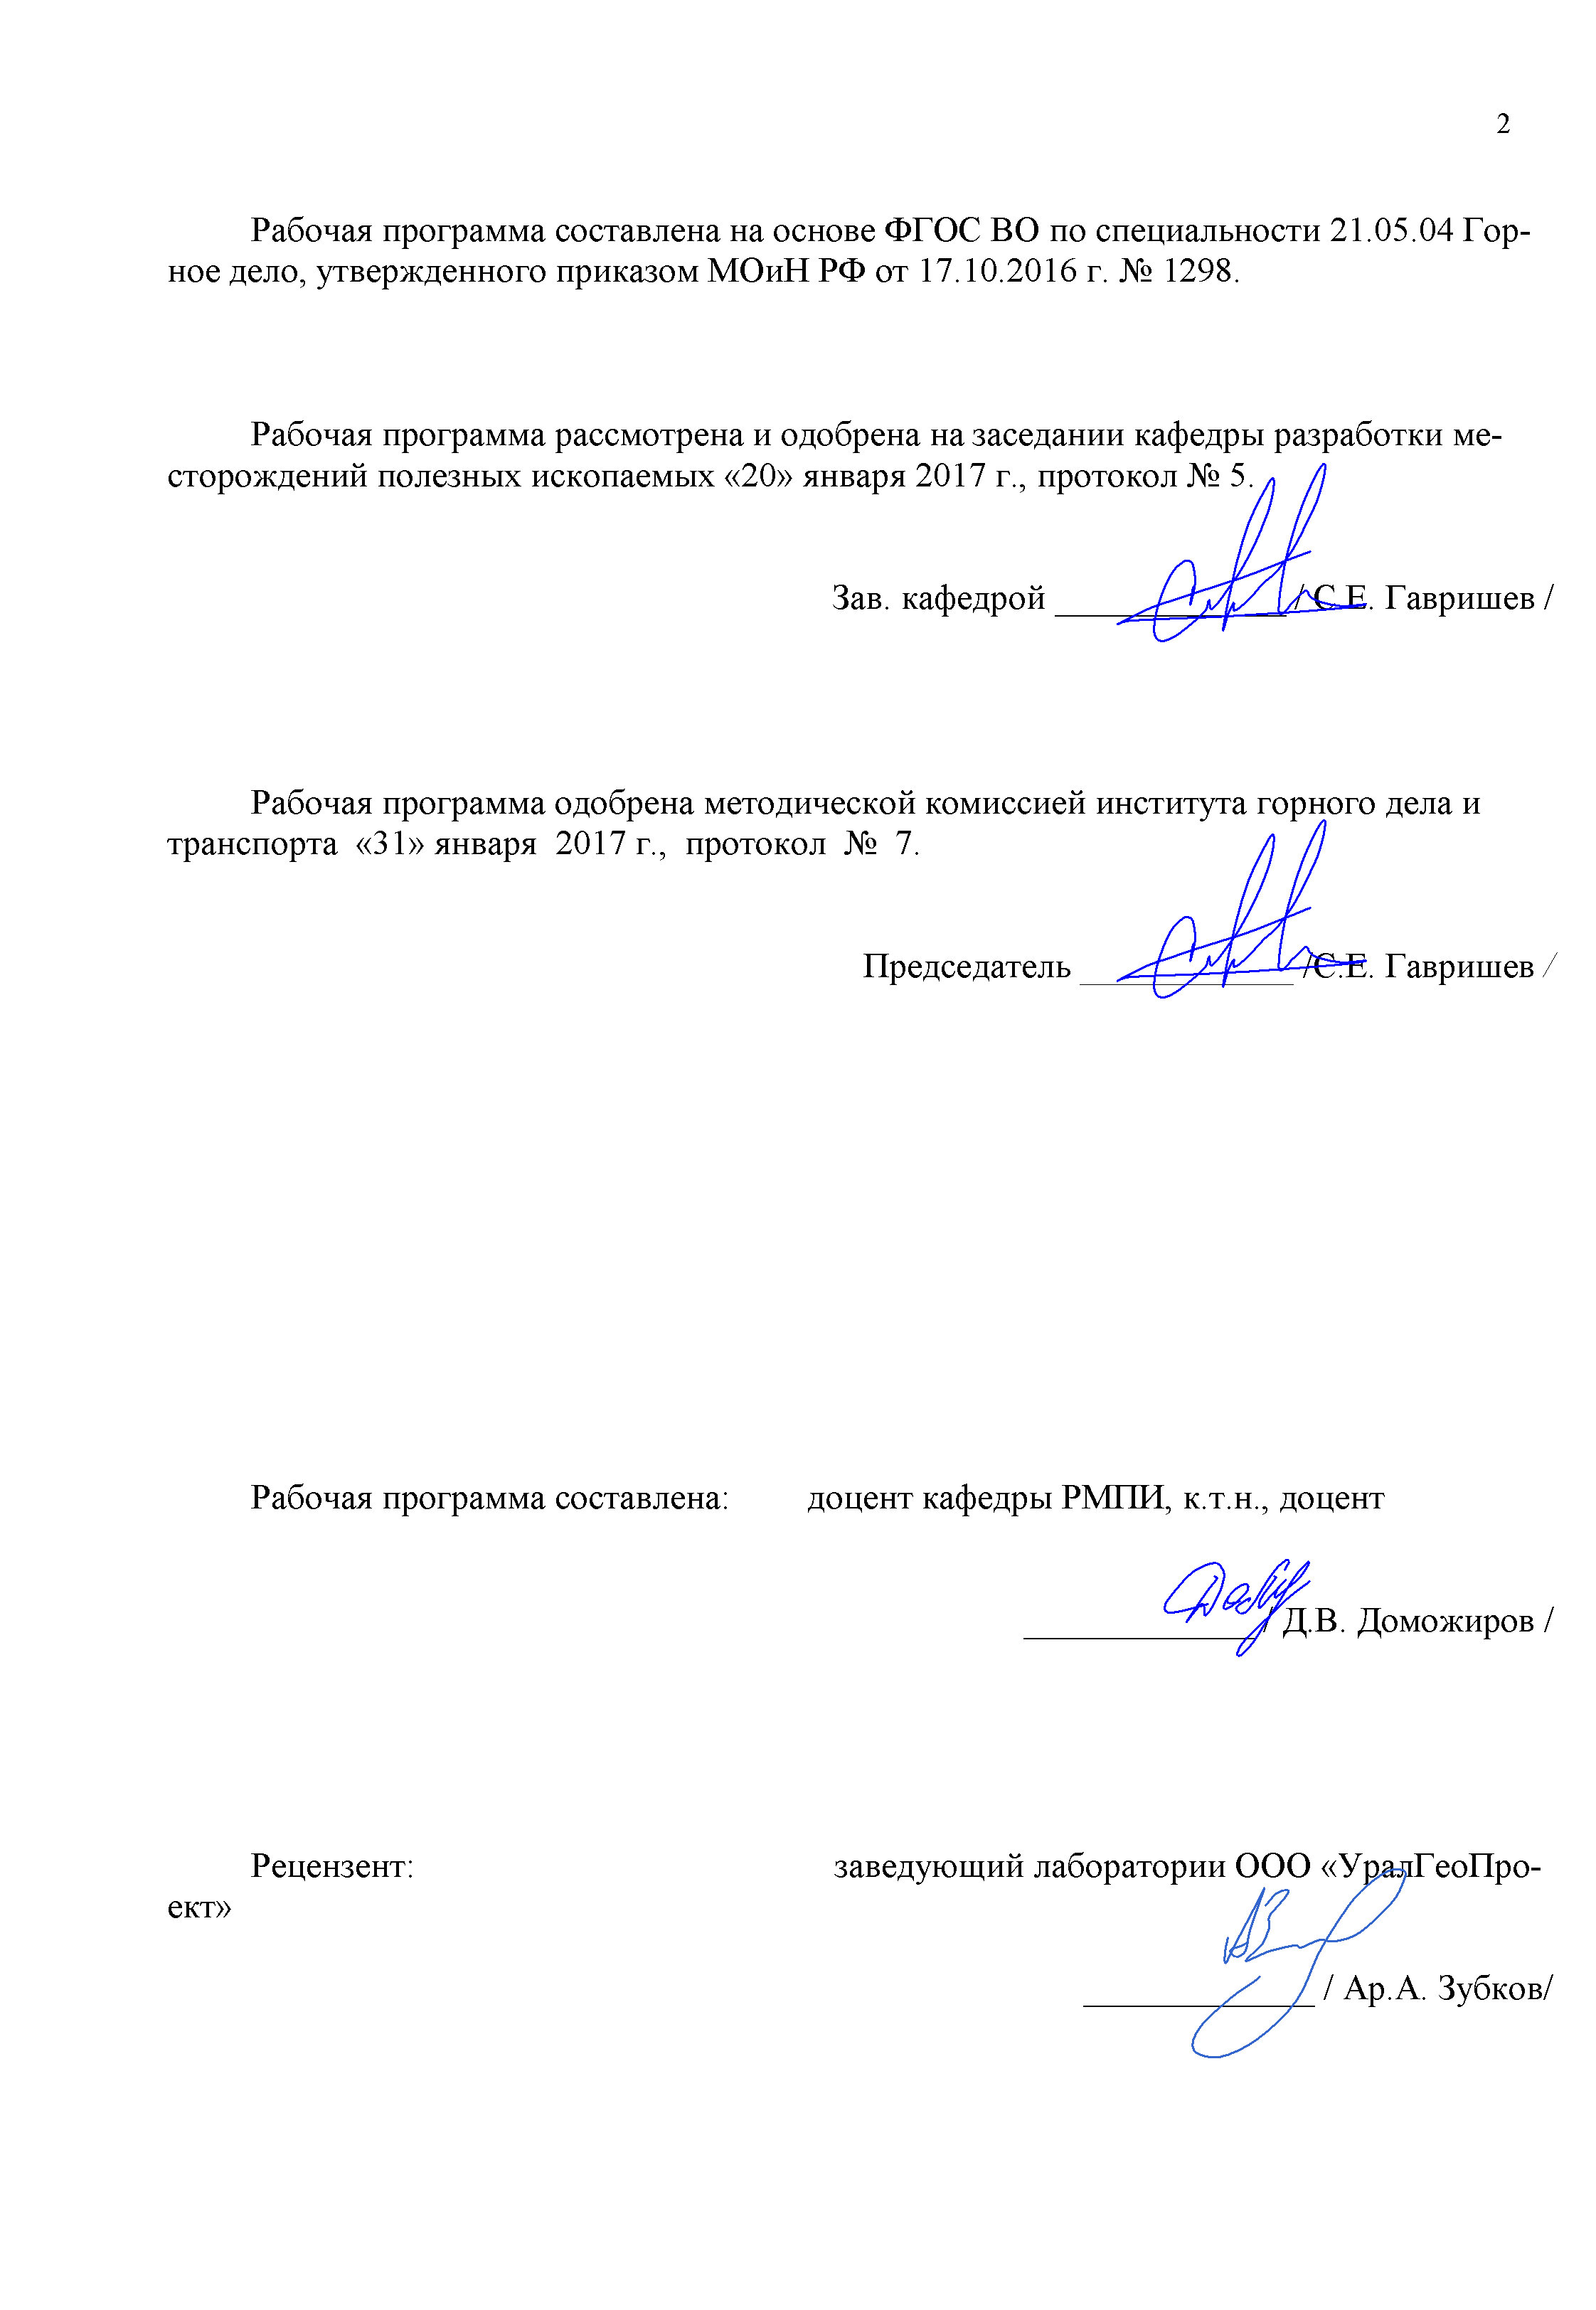 2
Рабочая программа составлена на основе ФГОС ВО по специальности 21.05.04 Гор-
ное дело, утвержденного приказом МОиН РФ от 17.10.2016 г. № 1298.
Рабочая программа рассмотрена и одобрена на заседании кафедры разработки ме-
сторождений полезных ископаемых «20» января 2017 г., протокол № 5.
Зав. кафедрой _____________ / С.Е. Гавришев /
Рабочая программа одобрена методической комиссией института горного дела и
транспорта «31» января 2017 г., протокол № 7.
Председатель ____________ /С.Е. Гавришев /
Рабочая программа составлена: доцент кафедры РМПИ, к.т.н., доцент
_____________ / Д.В. Доможиров /
Рецензент: заведующий лаборатории ООО «УралГеоПро-
ект»
_____________ / Ар.А. Зубков/